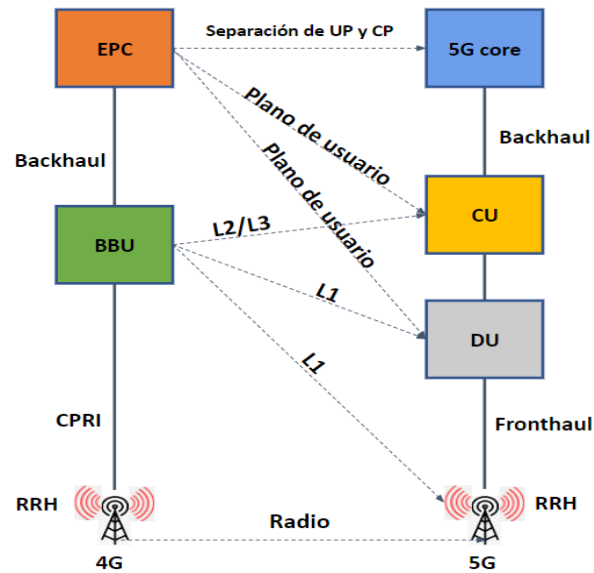 EPC
Separación de UP y CP
5G core
Plano de usuario
Plano de usuario
Backhaul
Backhaul
BBU
L2/L3
CU
L1
DU
L1
CPRI
Fronthaul
RRH
RRH
Radio
4G
5G